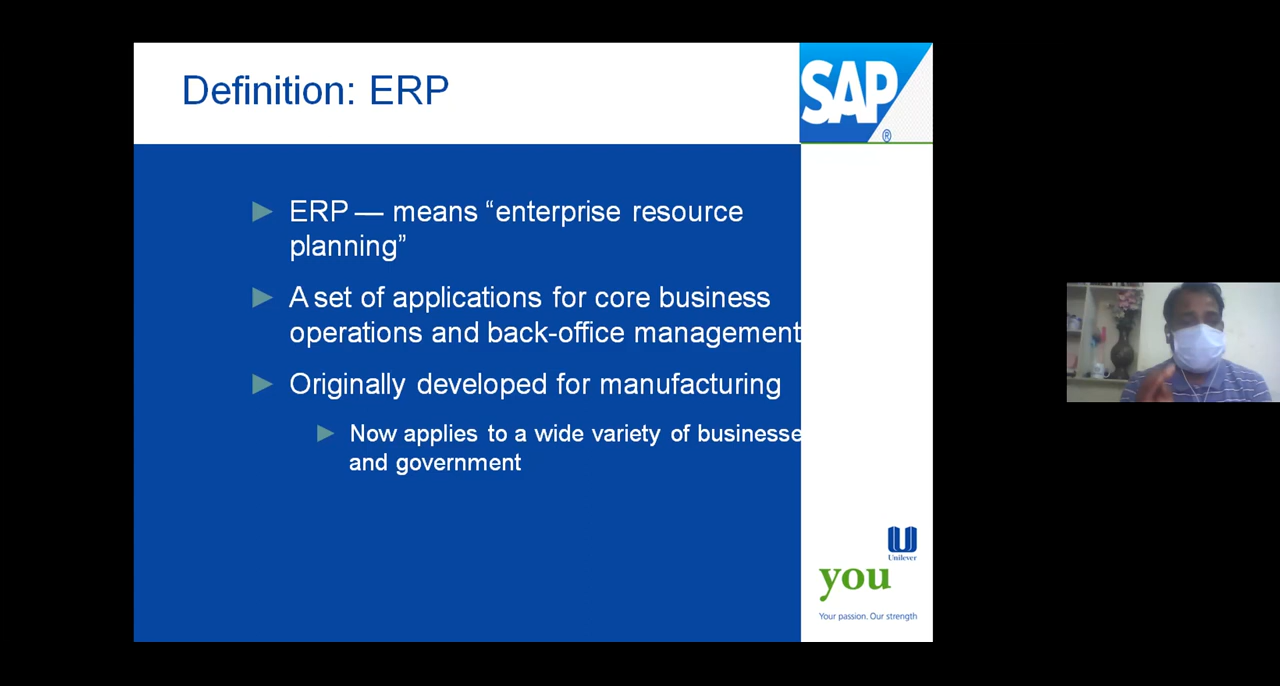 Definition: ERP
SAP
®
ERP — means “enterprise resource
planning”
A set of applications for core business
operations and back-office management
Originally developed for manufacturing
Now applies to a wide variety of businesse
and government
Unilever
you
Your passion. Our strength